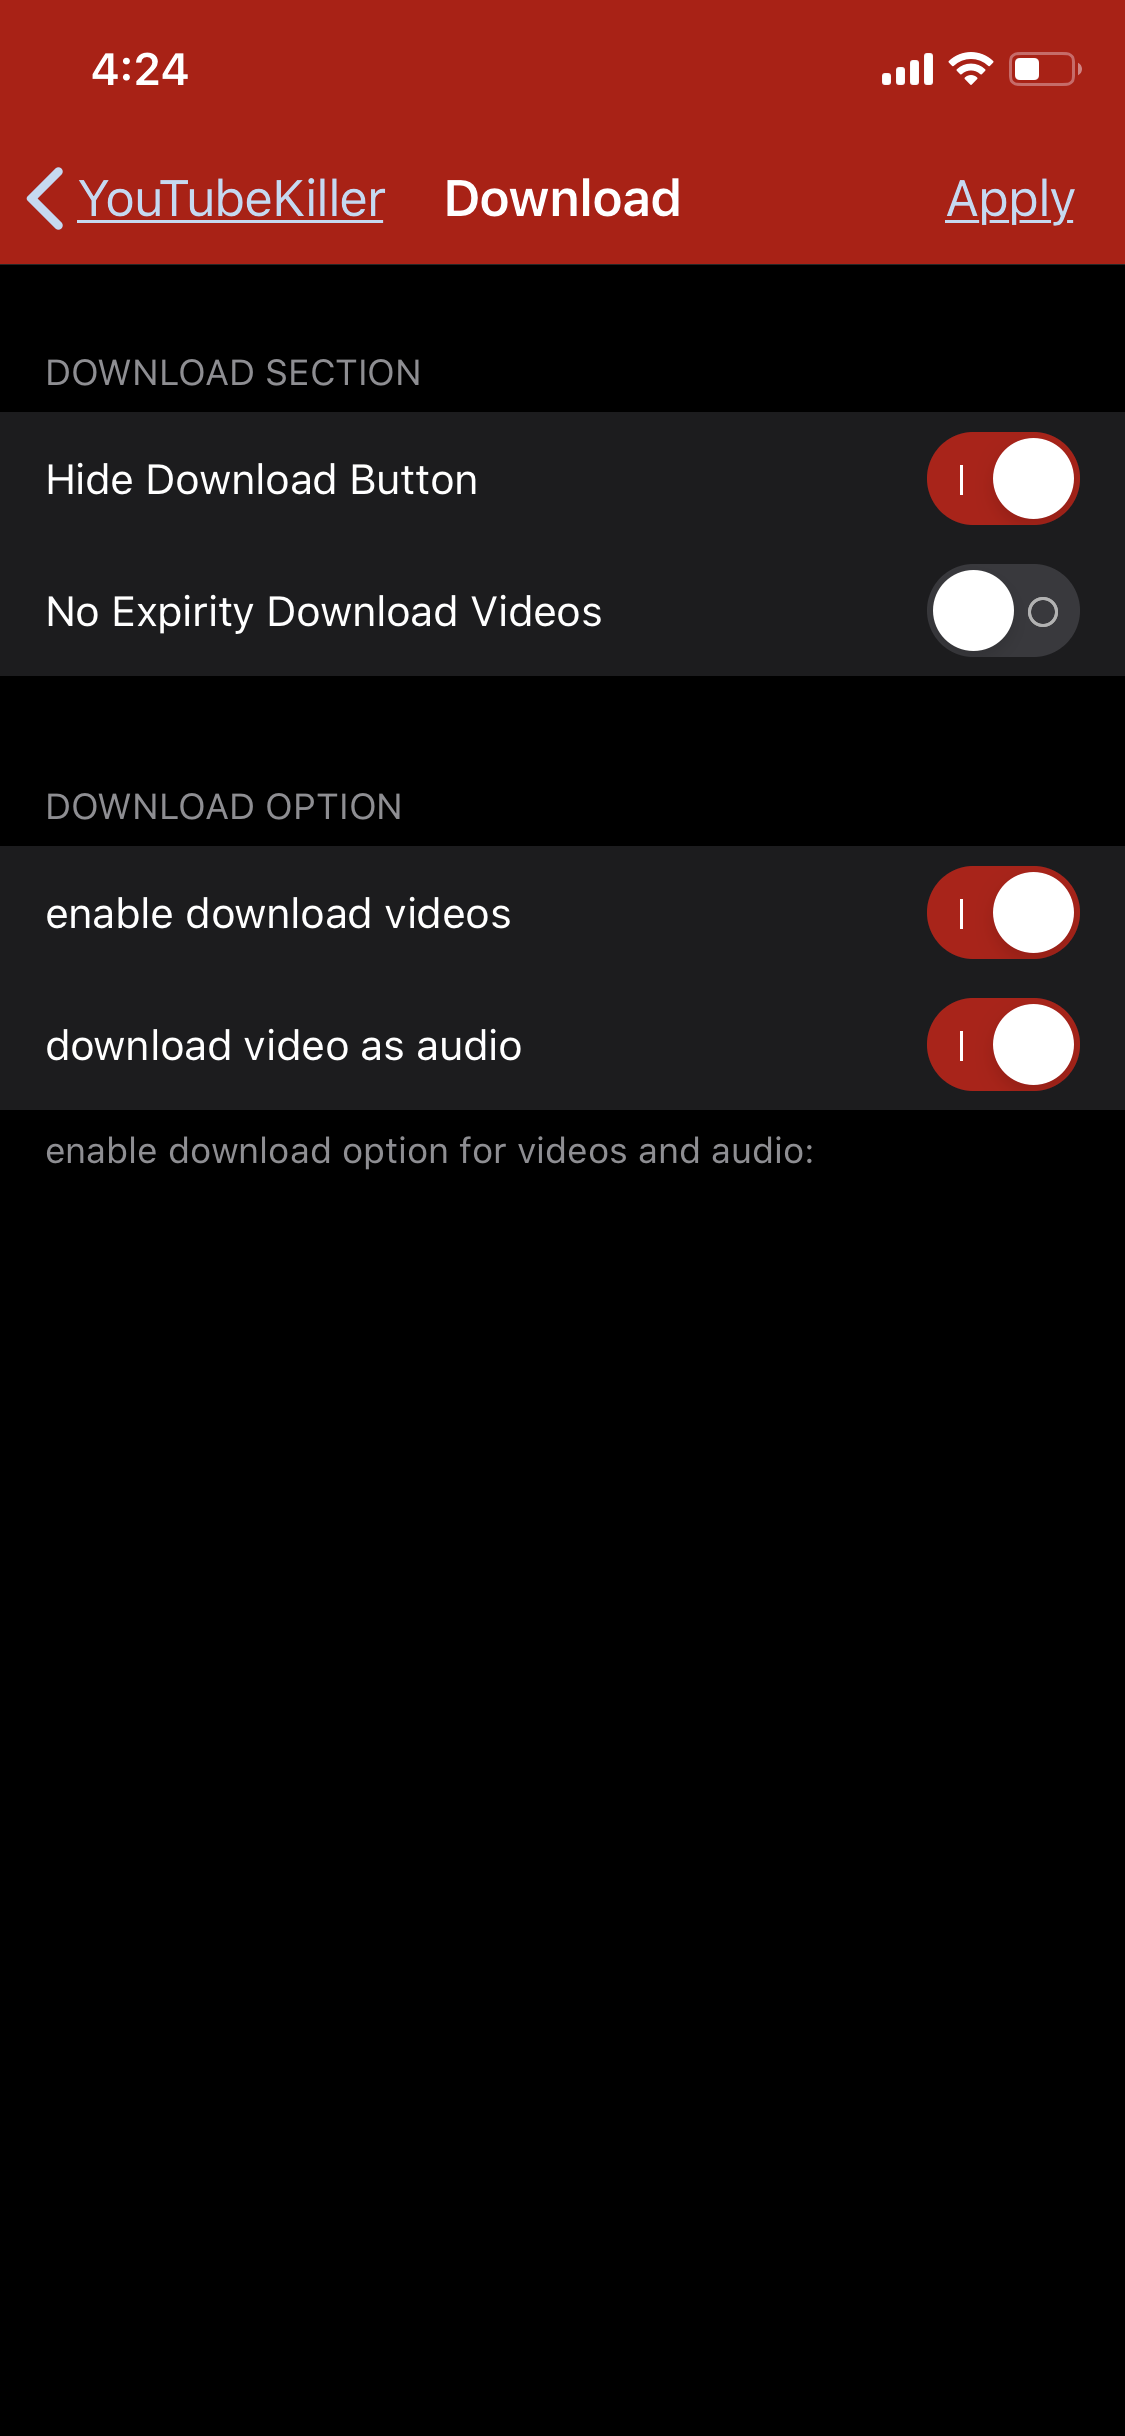 4:24
YouTubeKiller Download Apply
DOWNLOAD SECTION
Hide Download Button
No Expirity Download Videos
DOWNLOAD OPTION
enable download videos
download video as audio
enable download option for videos and audio: